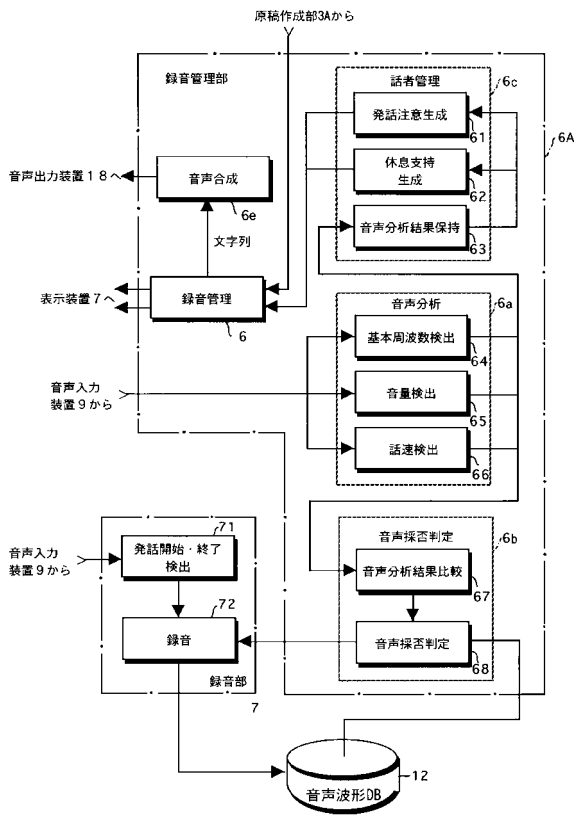 原稿作成部3Aから
録音管理部
話者管理
6c
発話注意生成
61
6A
音声出力装置18へ
音声合成
6e
休息支持
生成
62
文字列
音声分析結果保持
63
表示装置7へ
録音管理
6
音声分析
6a
基本周波数検出
64
音声入力
装置9から
音量検出
65
話速検出
66
71
発話開始・終了
検出
音声入力
装置9から
音声採否判定
6b
音声分析結果比較
67
72
録音
音声採否判定
68
録音部
7
音声波形DB
12